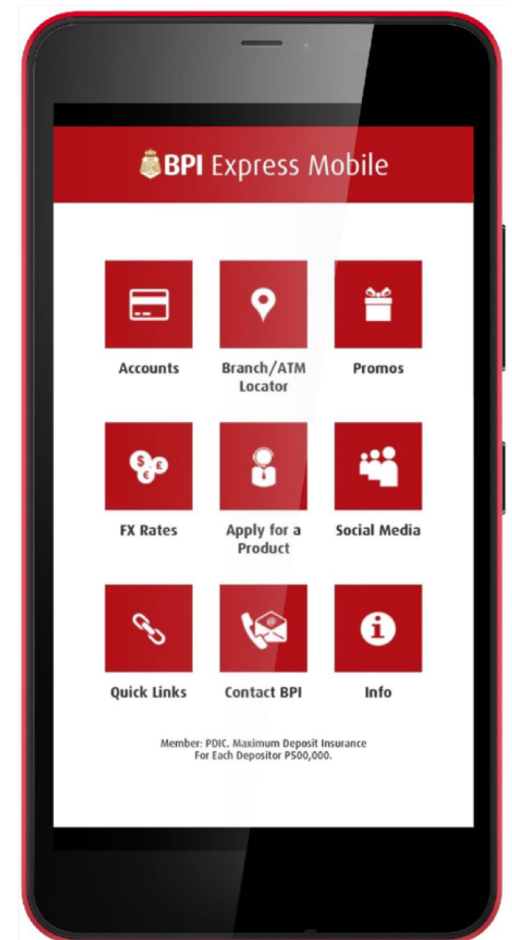 BPI Express Mobile
Accounts
Branch/ATM
Locator
Promos
FX Rates
Apply for a
Product
Social Media
Quick Links
Contact BPI
Info
Member: PDIC. Maximum Deposit Insurance
For Each Depositor P500,000.